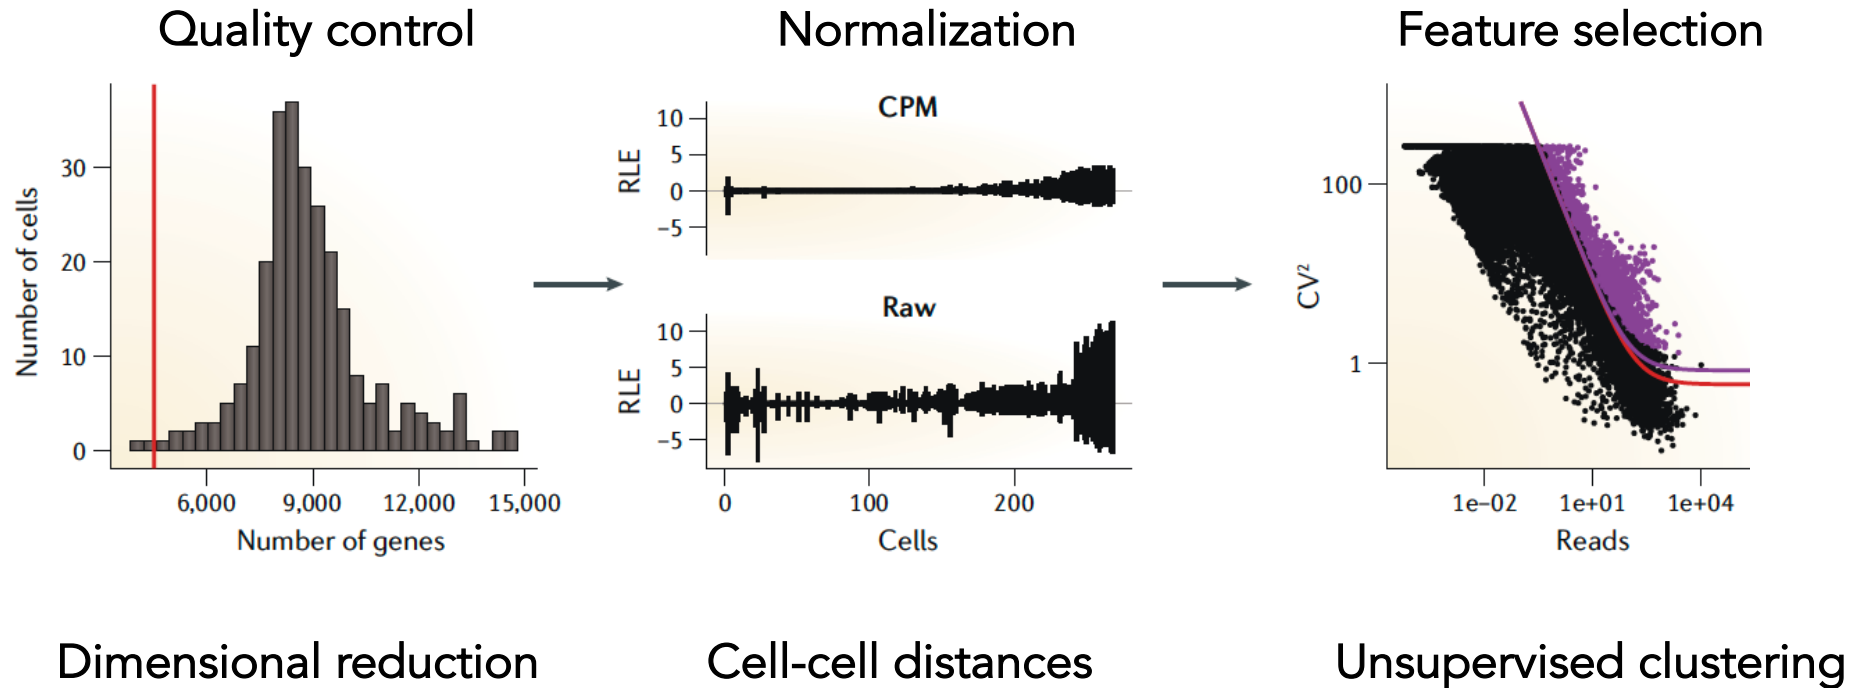 Quality control
Normalization
Feature selection
Number of cells
30
20
10
0
6,000 9,000 12,000 15,000
Number of genes
CPM
RLE
10
5
0
−5
Raw
RLE
10
5
0
−5
0 100 200
Cells
CV²
100
1
1e−02 1e+01 1e+04
Reads
Dimensional reduction
Cell-cell distances
Unsupervised clustering